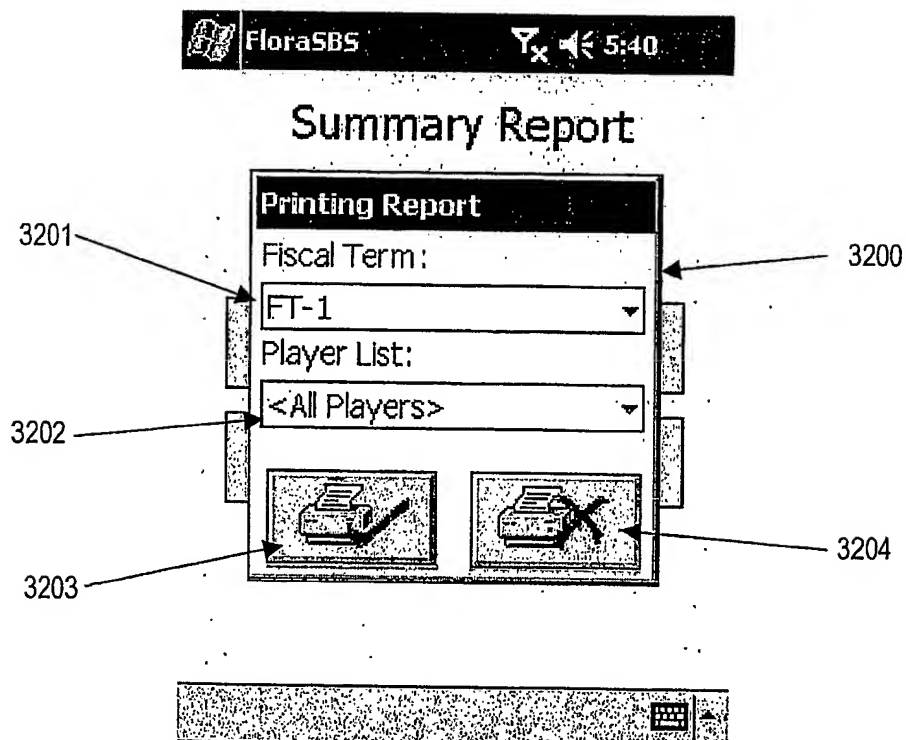 FloraSBS 5:40
Summary Report
Printing Report
3201
Fiscal Term:
3200
FT-1
Player List:
<All Players>
3202
3203
3204